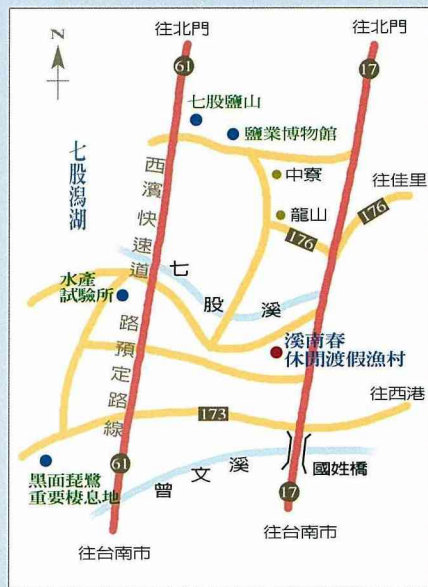 往北門
往北門
N
61
17
七股鹽山
鹽業博物館
七股潟湖
中寮
往佳里
176
龍山
176
西濱快速道路預定路線
七股溪
水產
試驗所
溪南春
休閒渡假漁村
往西港
173
黑面琵鷺
重要棲息地
61
曾文溪
國姓橋
17
往台南市
往台南市